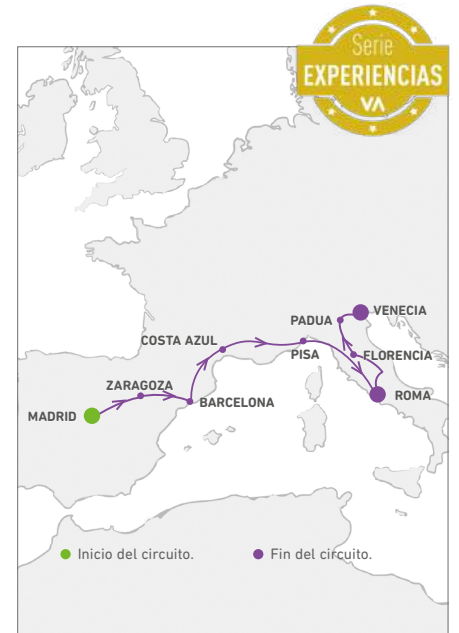 Serie
EXPERIENCIAS
VA
VENECIA
PADUA
COSTA AZUL
PISA
FLORENCIA
ZARAGOZA
ROMA
BARCELONA
MADRID
Inicio del circuito.
Fin del circuito.